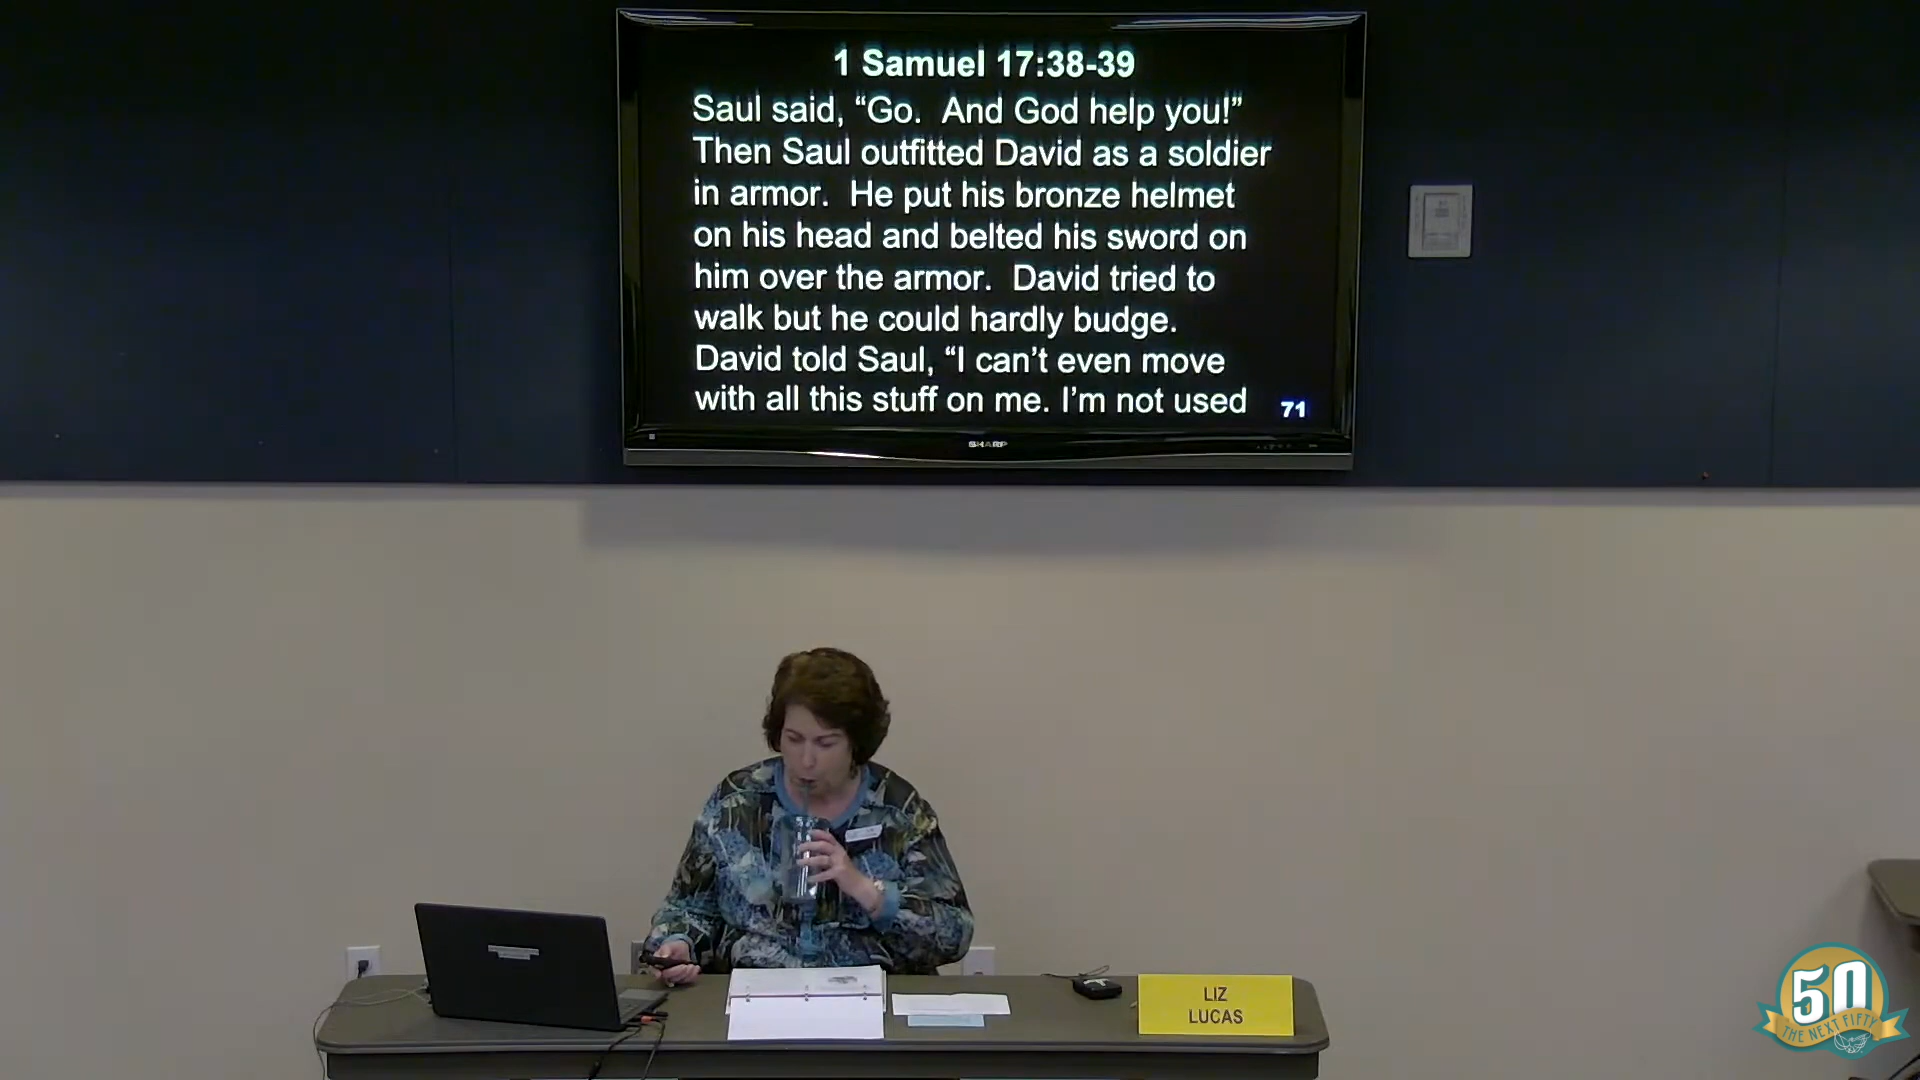 1 Samuel 17:38-39
Saul said, “Go.  And God help you!”
Then Saul outfitted David as a soldier
in armor.  He put his bronze helmet
on his head and belted his sword on
him over the armor.  David tried to
walk but he could hardly budge.
David told Saul, “I can’t even move
with all this stuff on me. I’m not used
71
SHARP
LIZ
LUCAS
50
THE NEXT FIFTY